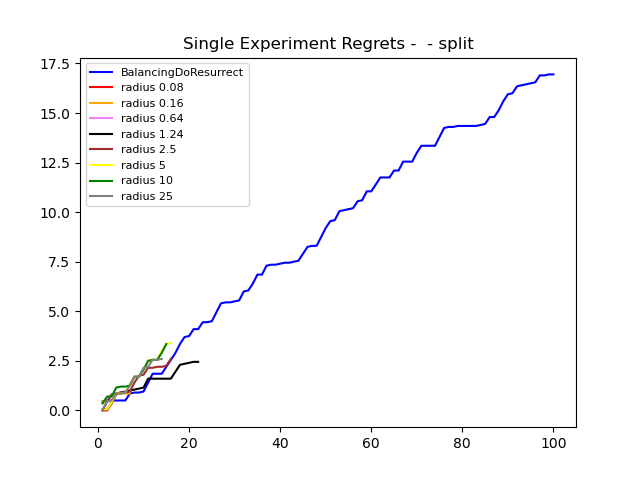 Single Experiment Regrets -  - split
17.5
15.0
12.5
10.0
7.5
5.0
2.5
0.0
BalancingDoResurrect
radius 0.08
radius 0.16
radius 0.64
radius 1.24
radius 2.5
radius 5
radius 10
radius 25
0 20 40 60 80 100